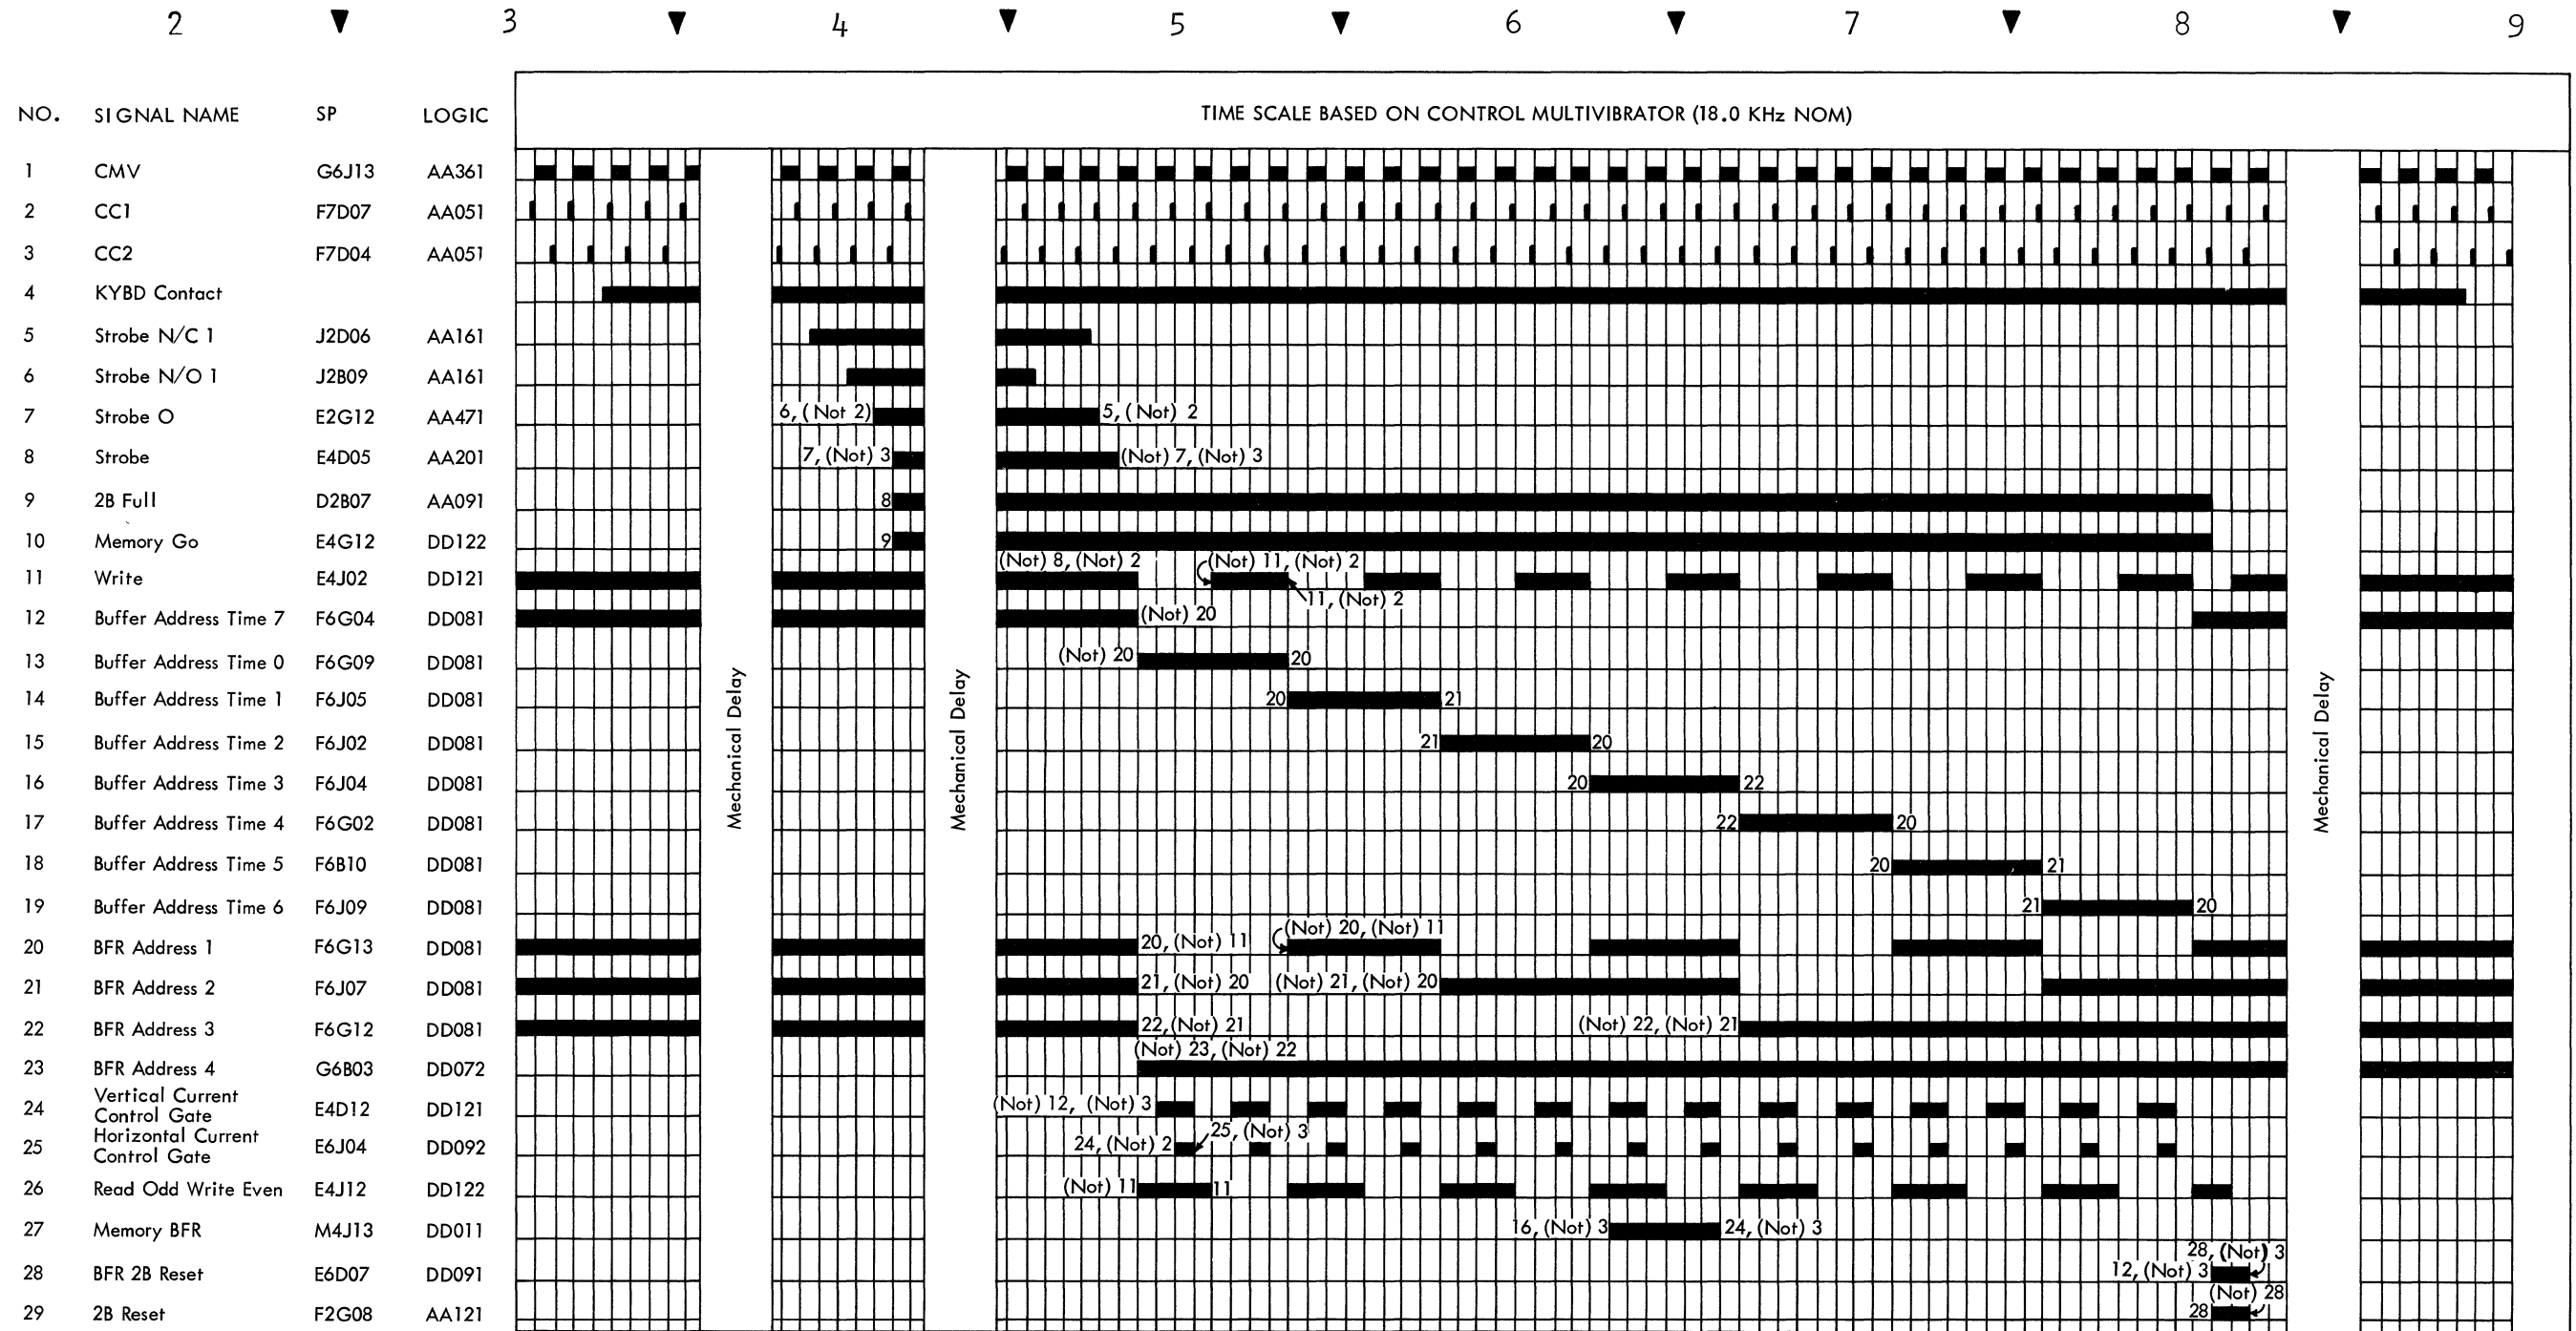 2 ▼ 3 ▼ 4 ▼ 5 ▼ 6 ▼ 7 ▼ 8 ▼ 9
NO. SIGNAL NAME SP LOGIC TIME SCALE BASED ON CONTROL MULTIVIBRATOR (18.0 KHz NOM)
1 CMV G6J13 AA361
2 CC1 F7D07 AA051
3 CC2 F7D04 AA051
4 KYBD Contact
5 Strobe N/C 1 J2D06 AA161
6 Strobe N/O 1 J2B09 AA161
7 Strobe O E2G12 AA471 6, (Not 2) 5, (Not) 2
8 Strobe E4D05 AA201 7, (Not) 3 (Not) 7, (Not) 3
9 2B Full D2B07 AA091 8
10 Memory Go E4G12 DD122 9
(Not) 8, (Not) 2 (Not) 11, (Not) 2
11 Write E4J02 DD121
11, (Not) 2
12 Buffer Address Time 7 F6G04 DD081 (Not) 20
13 Buffer Address Time 0 F6G09 DD081 (Not) 20 20
14 Buffer Address Time 1 F6J05 DD081 20 21
15 Buffer Address Time 2 F6J02 DD081 21 20
16 Buffer Address Time 3 F6J04 DD081 20 22
17 Buffer Address Time 4 F6G02 DD081 22 20
18 Buffer Address Time 5 F6B10 DD081 20 21
19 Buffer Address Time 6 F6J09 DD081 21 20
Mechanical Delay
Mechanical Delay
Mechanical Delay
(Not) 20, (Not) 11
20 BFR Address 1 F6G13 DD081 20, (Not) 11
21 BFR Address 2 F6J07 DD081 21, (Not) 20 (Not) 21, (Not) 20
22 BFR Address 3 F6G12 DD081 22, (Not) 21 (Not) 22, (Not) 21
(Not) 23, (Not) 22
23 BFR Address 4 G6B03 DD072
Vertical Current
24 Control Gate E4D12 DD121 (Not) 12, (Not) 3
Horizontal Current
25 Control Gate E6J04 DD092 24, (Not) 2 25, (Not) 3
26 Read Odd Write Even E4J12 DD122 (Not) 11 11
27 Memory BFR M4J13 DD011 16, (Not) 3 24, (Not) 3
28, (Not) 3
28 BFR 2B Reset E6D07 DD091 12, (Not) 3
(Not) 28
29 2B Reset F2G08 AA121 28